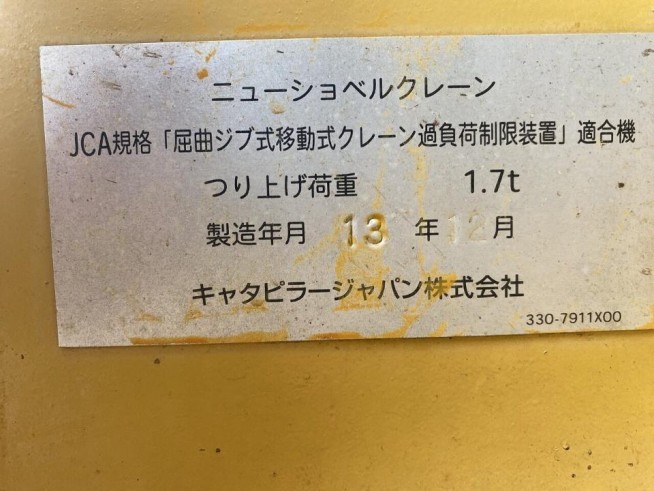 ニューショベルクレーン
JCA規格「屈曲ジブ式移動式クレーン過負荷制限装置」適合機
つり上げ荷重 1.7t
製造年月 13 年 12 月
キャタピラージャパン株式会社
330-7911X00